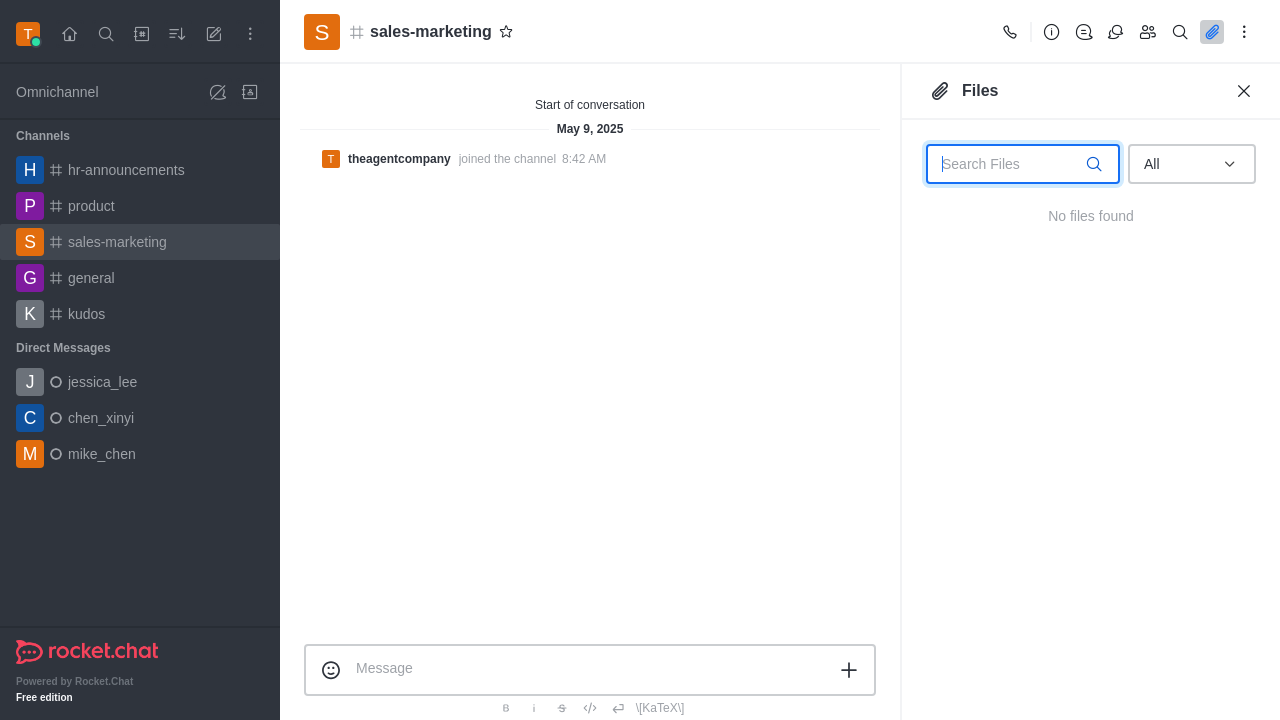 T
Omnichannel
Channels
H hr-announcements
P product
S sales-marketing
G general
K kudos
Direct Messages
J jessica_lee
C chen_xinyi
M mike_chen
rocket.chat
Powered by Rocket.Chat
Free edition
S sales-marketing
Start of conversation
May 9, 2025
T theagentcompany joined the channel 8:42 AM
Message
B i S \[KaTeX\]
Files
Search Files
All
No files found